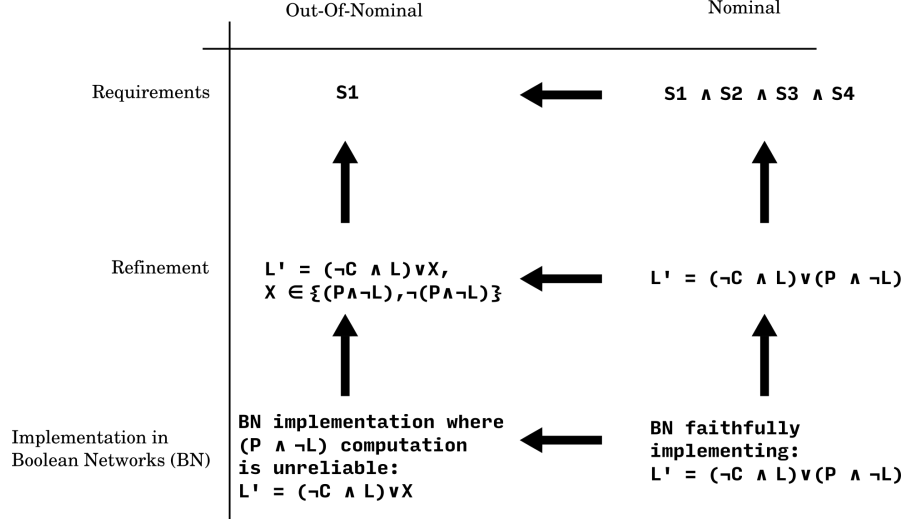 Out-Of-Nominal
Nominal
Requirements
S1
S1 ∧ S2 ∧ S3 ∧ S4
Refinement
L' = (¬C ∧ L)∨X,
X ∈ {(P∧¬L),¬(P∧¬L)}
L' = (¬C ∧ L)∨(P ∧ ¬L)
Implementation in
Boolean Networks (BN)
BN implementation where
(P ∧ ¬L) computation
is unreliable:
L' = (¬C ∧ L)∨X
BN faithfully
implementing:
L' = (¬C ∧ L)∨(P ∧ ¬L)